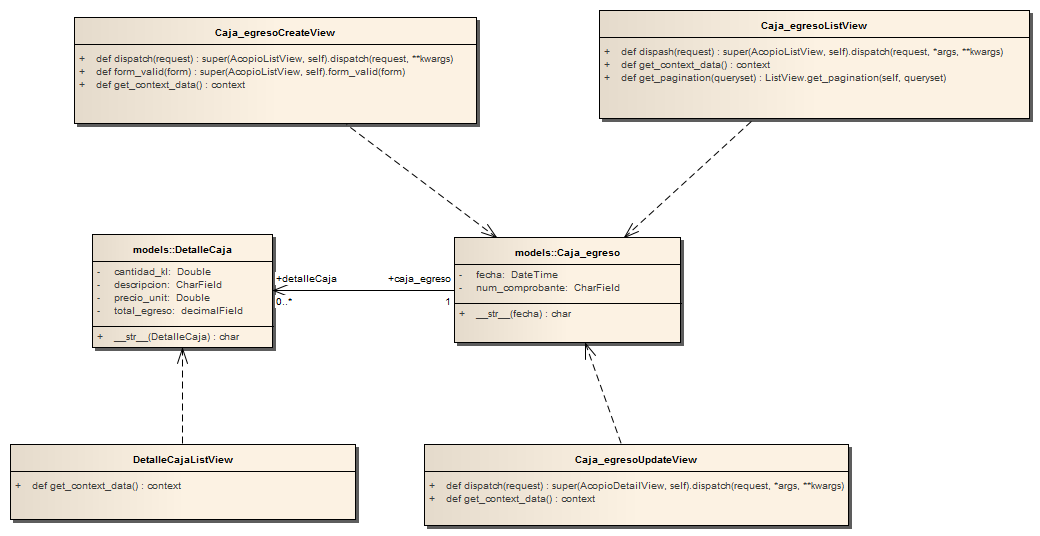 Caja_egresoCreateView
+ def dispatch(request) : super(AcopioListView, self).dispatch(request, **kwargs)
+ def form_valid(form) : super(AcopioListView, self).form_valid(form)
+ def get_context_data() : context
Caja_egresoListView
+ def dispash(request) : super(AcopioListView, self).dispatch(request, *args, **kwargs)
+ def get_context_data() : context
+ def get_pagination(queryset) : ListView.get_pagination(self, queryset)
models::DetalleCaja
- cantidad_kl: Double
- descripcion: CharField
- precio_unit: Double
- total_egreso: decimalField
+ __str__(DetalleCaja) : char
+detalleCaja
0..*
+caja_egreso
1
models::Caja_egreso
- fecha: DateTime
- num_comprobante: CharField
+ __str__(fecha) : char
DetalleCajaListView
+ def get_context_data() : context
Caja_egresoUpdateView
+ def dispatch(request) : super(AcopioDetailView, self).dispatch(request, *args, **kwargs)
+ def get_context_data() : context